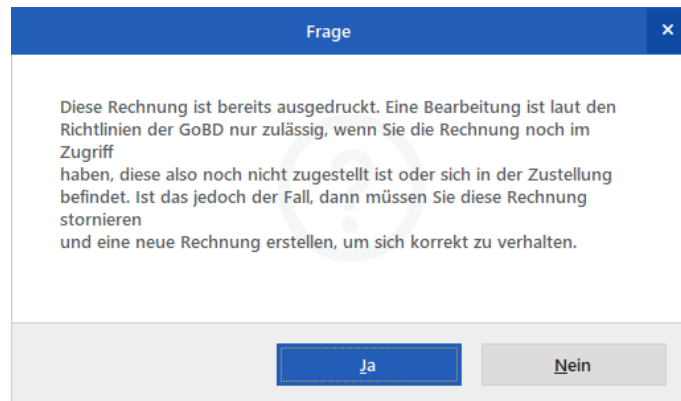 Frage
×
Diese Rechnung ist bereits ausgedruckt. Eine Bearbeitung ist laut den
Richtlinien der GoBD nur zulässig, wenn Sie die Rechnung noch im
Zugriff
haben, diese also noch nicht zugestellt ist oder sich in der Zustellung
befindet. Ist das jedoch der Fall, dann müssen Sie diese Rechnung
stornieren
und eine neue Rechnung erstellen, um sich korrekt zu verhalten.
Ja
Nein